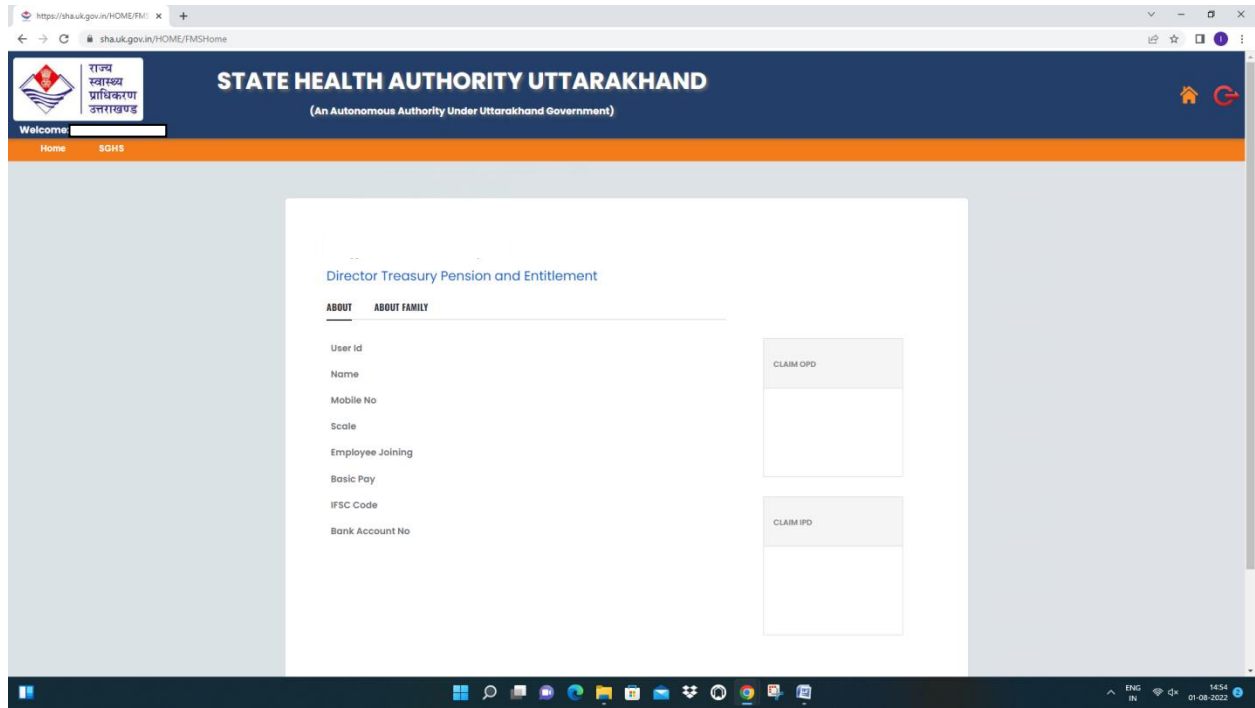 https://sha.uk.gov.in/HOME/FMS
sha.uk.gov.in/HOME/FMSHome
राज्य
स्वास्थ्य
प्राधिकरण
उत्तराखण्ड
STATE HEALTH AUTHORITY UTTARAKHAND
(An Autonomous Authority Under Uttarakhand Government)
Welcome:
Home SGHS
Director Treasury Pension and Entitlement
ABOUT ABOUT FAMILY
User Id
Name
Mobile No
Scale
Employee Joining
Basic Pay
IFSC Code
Bank Account No
CLAIM OPD
CLAIM IPD
ENG
IN
14:54
01-08-2022
2